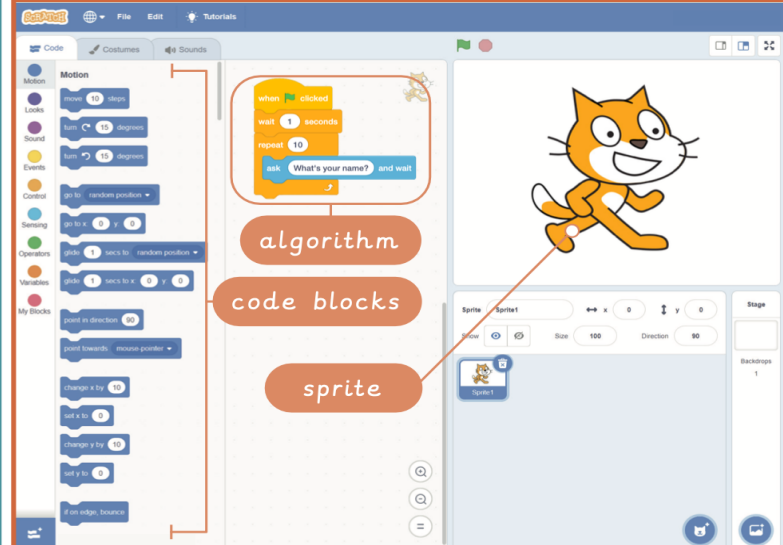 SCRATCH File Edit Tutorials
Code Costumes Sounds
Motion
Looks
Sound
Events
Control
Sensing
Operators
Variables
My Blocks
Motion
move 10 steps
turn 15 degrees
turn 15 degrees
go to random position
go to x 0 y 0
glide 1 secs to random position
glide 1 secs to x: 0 y 0
point in direction 90
point towards mouse-pointer
change x by 10
set x to 0
change y by 10
set y to 0
if on edge, bounce
when clicked
wait 1 seconds
repeat 10
ask What's your name? and wait
algorithm
code blocks
sprite
Sprite Sprite1 x 0 y 0
Show Size 100 Direction 90
Sprite1
Stage
Backdrops
1